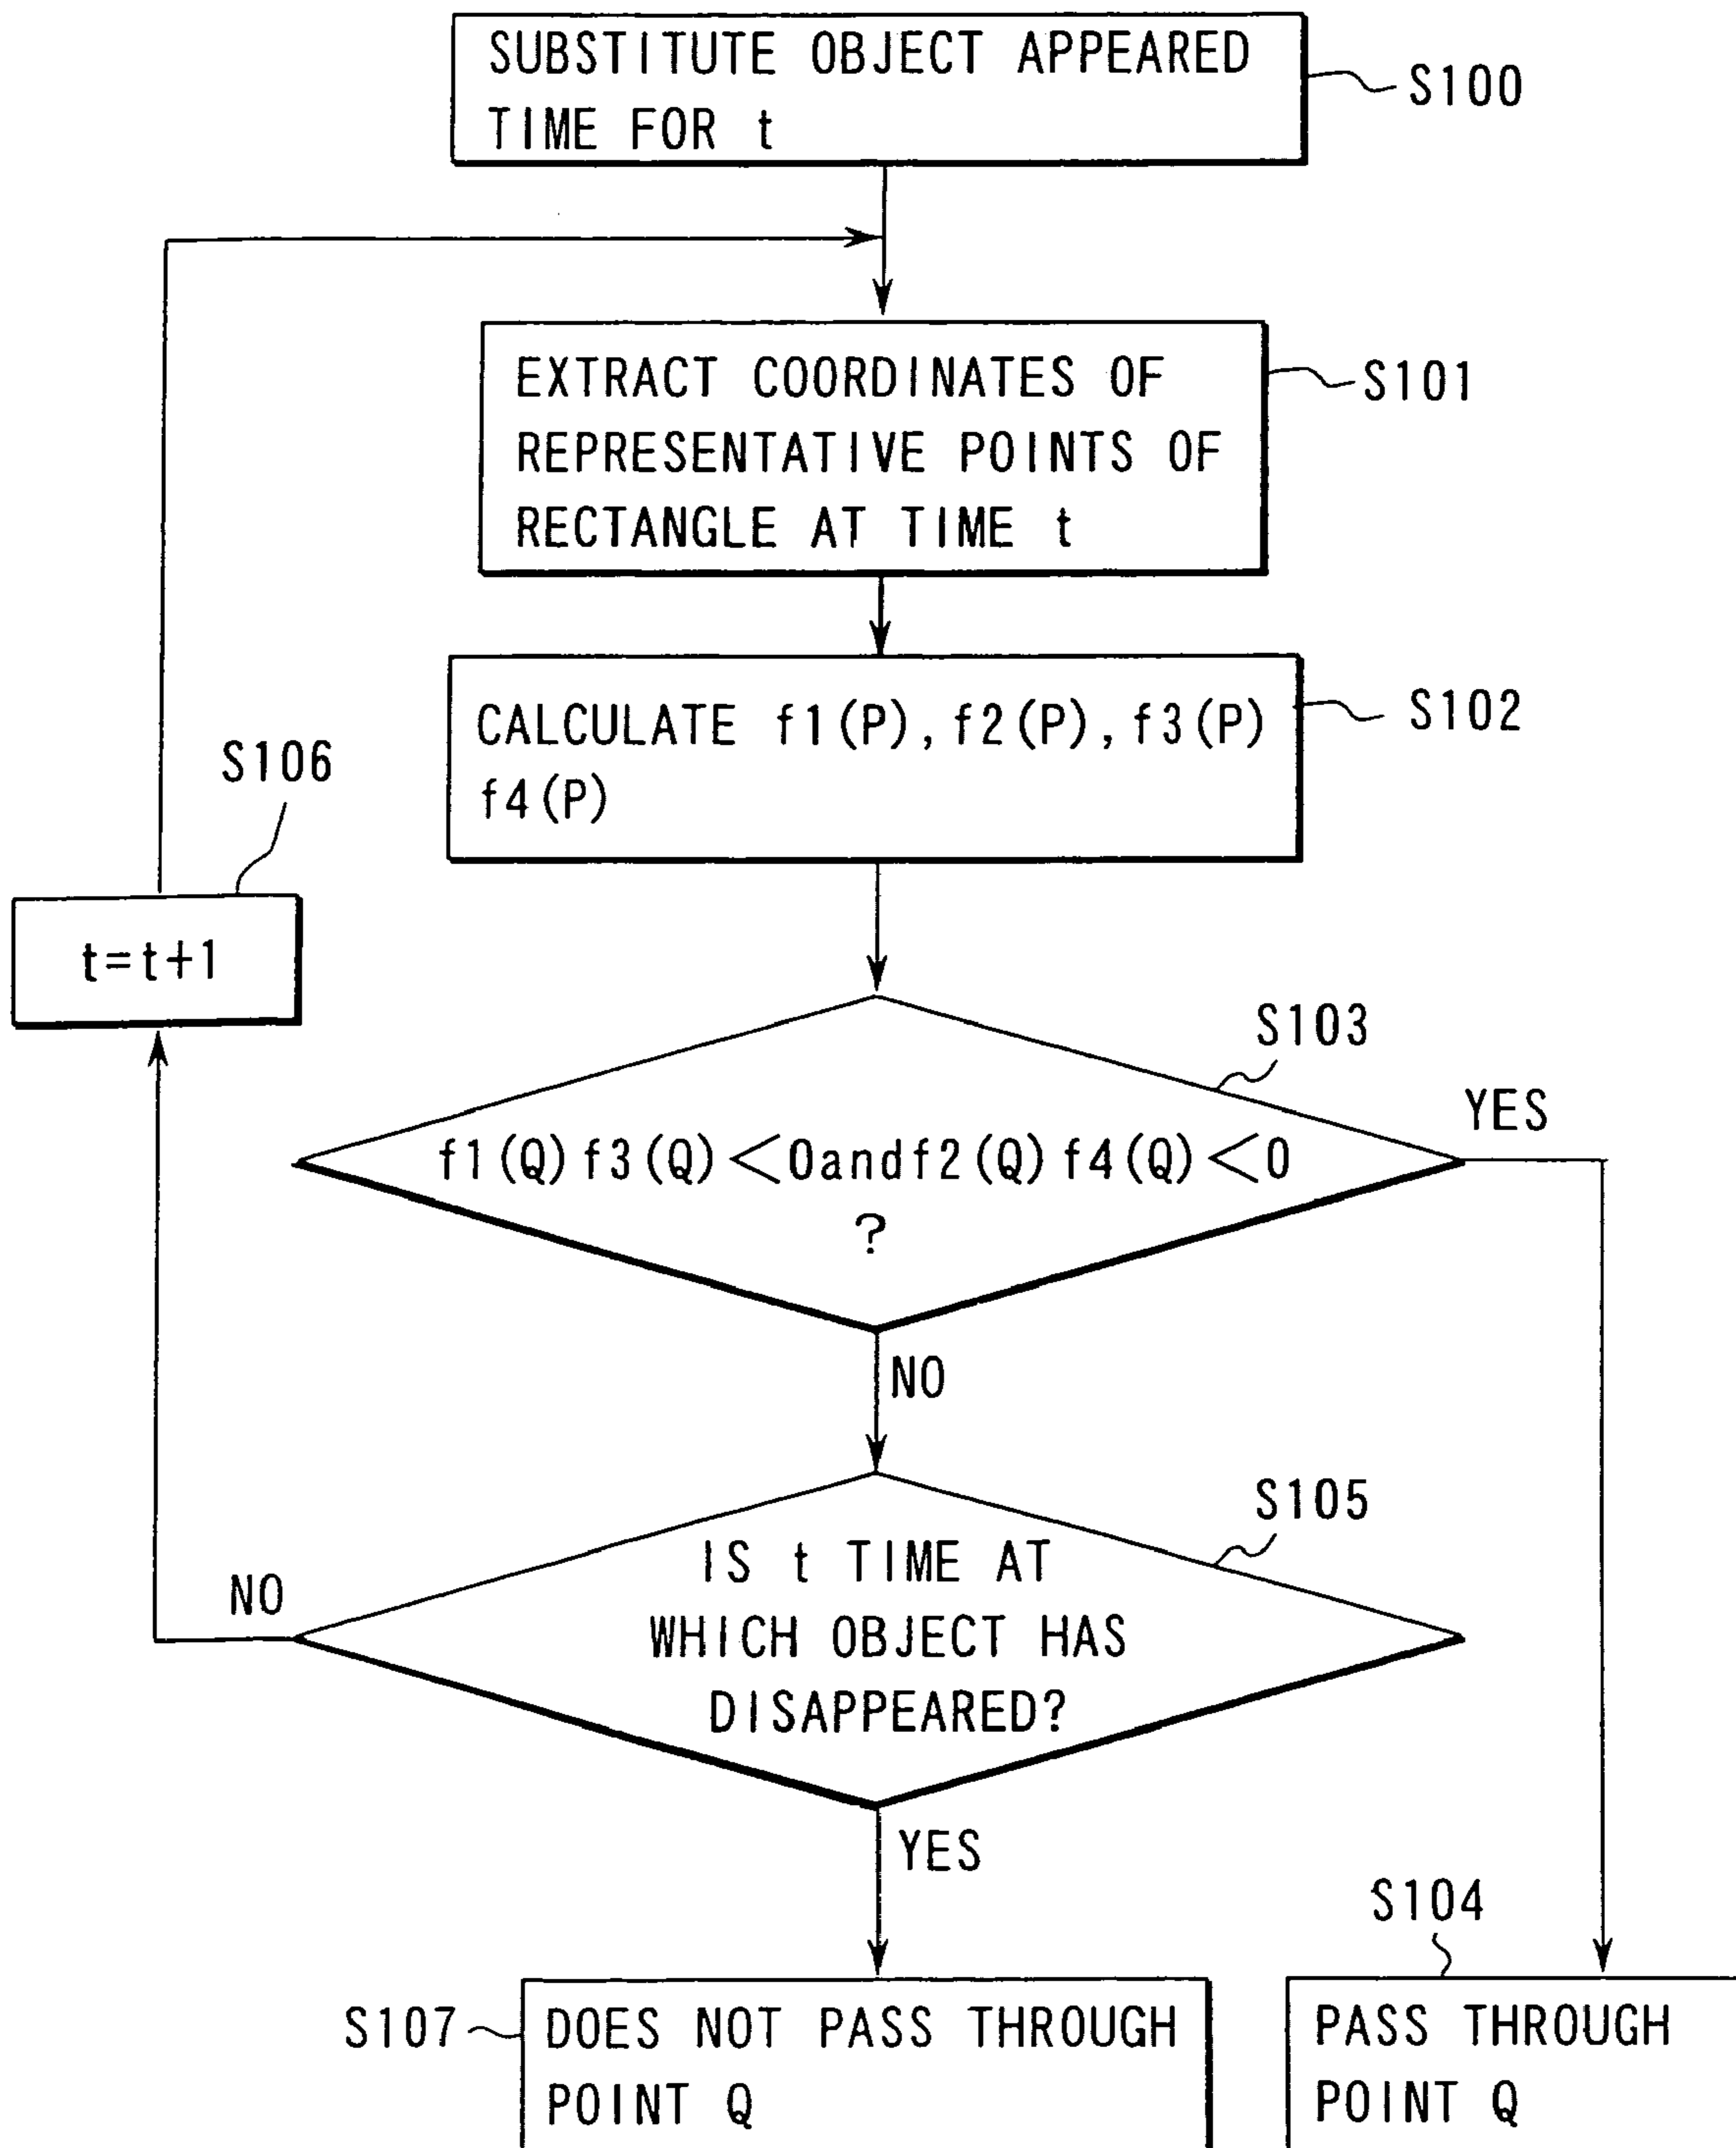 SUBSTITUTE OBJECT APPEARED
TIME FOR t
S100
EXTRACT COORDINATES OF
REPRESENTATIVE POINTS OF
RECTANGLE AT TIME t
S101
CALCULATE f1(P), f2(P), f3(P)
f4(P)
S102
S106
t=t+1
S103
f1(Q) f3(Q) <0andf2(Q) f4(Q) <0
?
YES
NO
S105
IS t TIME AT
WHICH OBJECT HAS
DISAPPEARED?
NO
YES
S104
S107
DOES NOT PASS THROUGH
POINT Q
PASS THROUGH
POINT Q